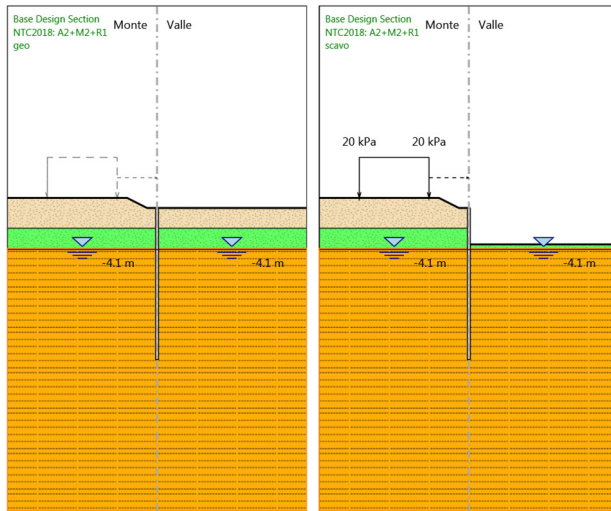 Base Design Section
NTC2018: A2+M2+R1
geo
Monte
Valle
-4.1 m
-4.1 m
Base Design Section
NTC2018: A2+M2+R1
scavo
Monte
Valle
20 kPa
20 kPa
-4.1 m
-4.1 m